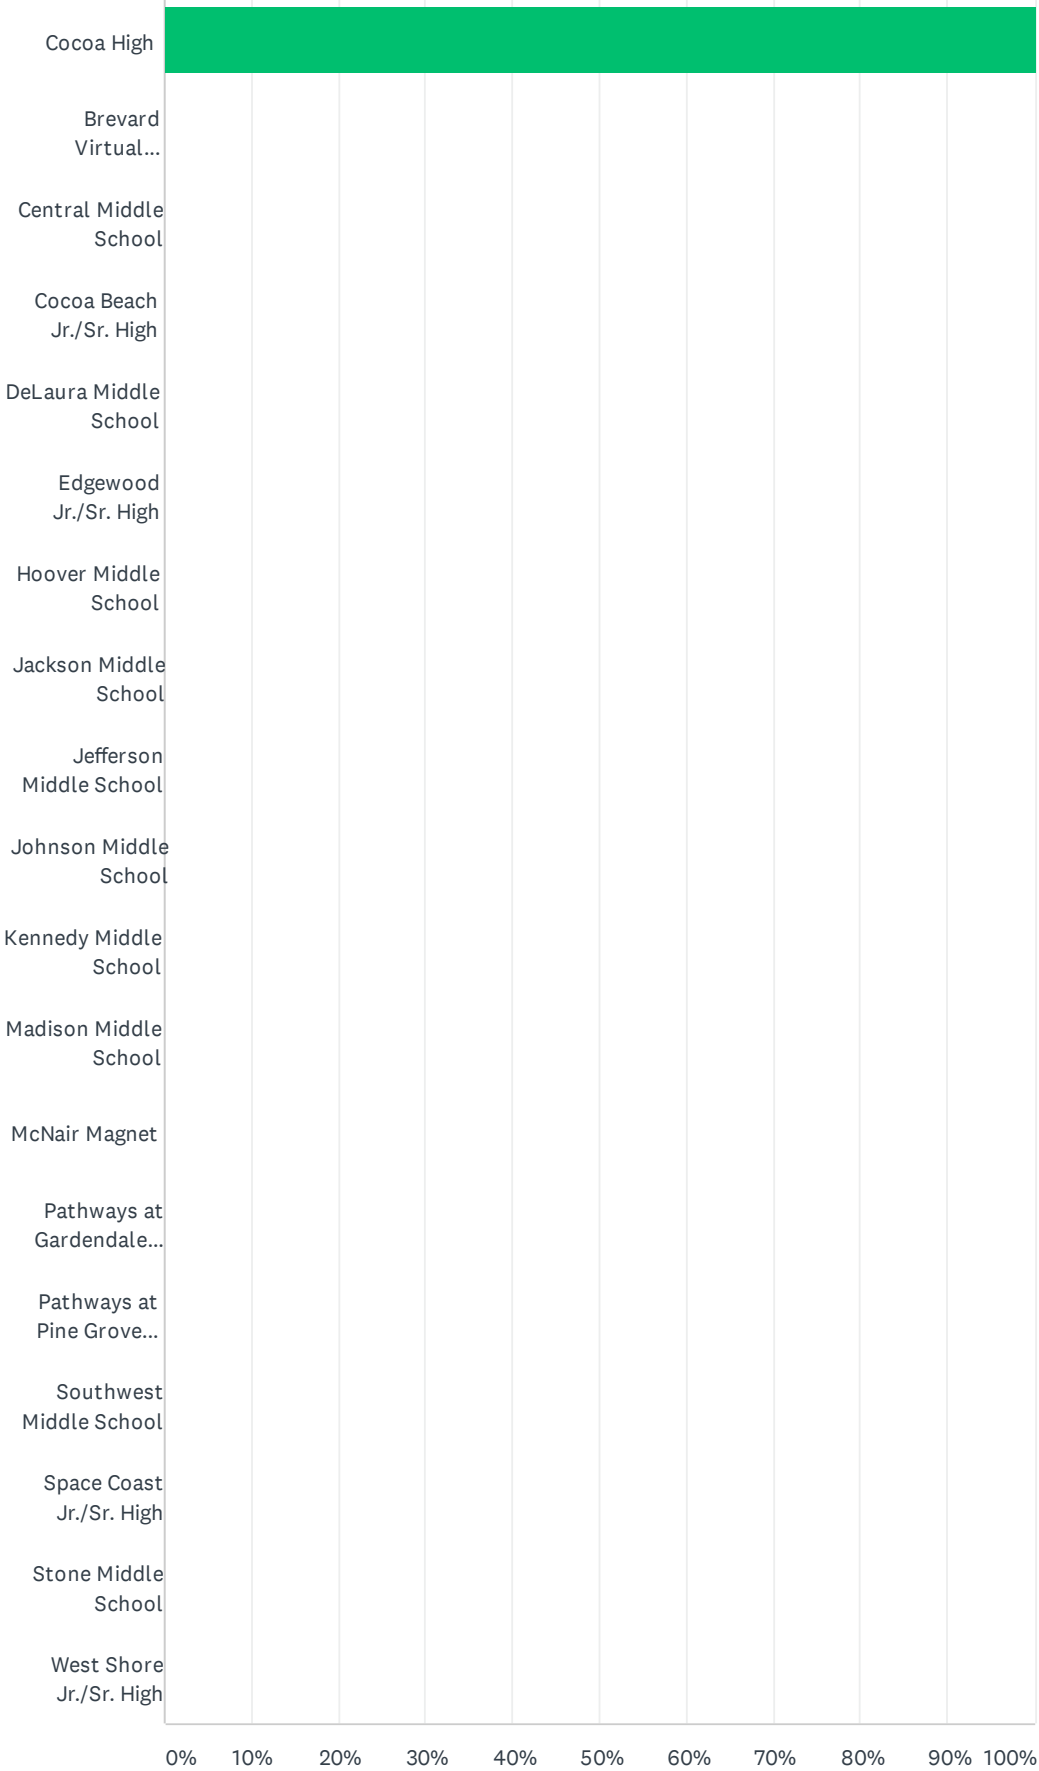 Cocoa High
Brevard
Virtual...
Central Middle
School
Cocoa Beach
Jr./Sr. High
DeLaura Middle
School
Edgewood
Jr./Sr. High
Hoover Middle
School
Jackson Middle
School
Jefferson
Middle School
Johnson Middle
School
Kennedy Middle
School
Madison Middle
School
McNair Magnet
Pathways at
Gardendale...
Pathways at
Pine Grove...
Southwest
Middle School
Space Coast
Jr./Sr. High
Stone Middle
School
West Shore
Jr./Sr. High
0% 10% 20% 30% 40% 50% 60% 70% 80% 90% 100%